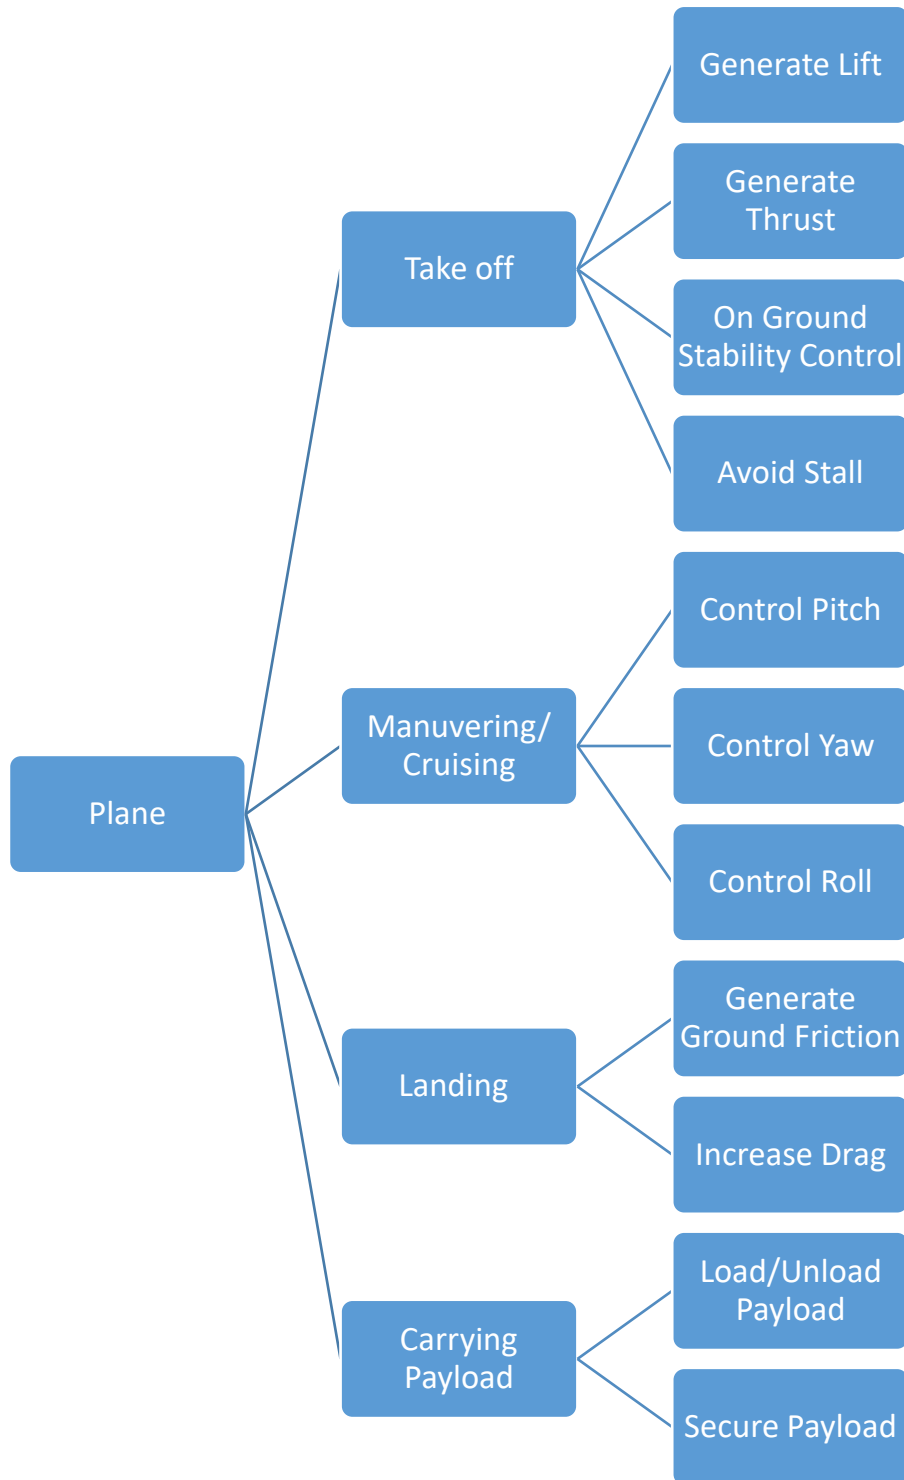 Generate Lift
Generate
Thrust
Take off
On Ground
Stability Control
Avoid Stall
Control Pitch
Manuvering/
Cruising
Control Yaw
Plane
Control Roll
Generate
Ground Friction
Landing
Increase Drag
Load/Unload
Payload
Carrying
Payload
Secure Payload